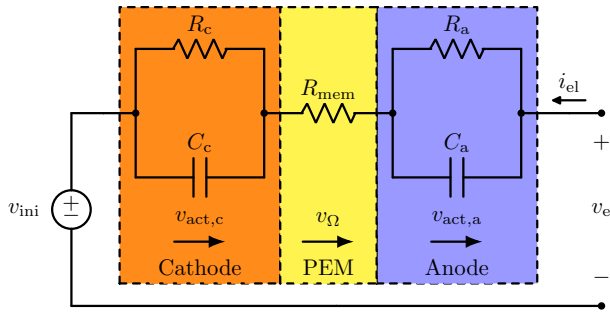 R_c
R_a
R_mem
i_el
C_c
C_a
+
v_ini
+
−
v_act,c
v_Ω
v_act,a
v_e
−
Cathode
PEM
Anode